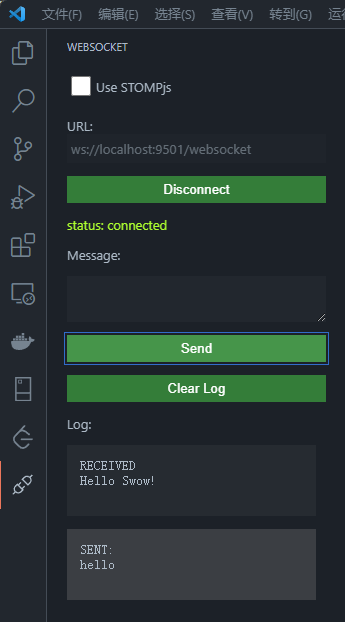 文件(F) 编辑(E) 选择(S) 查看(V) 转到(G)
WEBSOCKET
Use STOMPjs
URL:
ws://localhost:9501/websocket
Disconnect
status: connected
Message:
Send
Clear Log
Log:
RECEIVED
Hello Swow!
SENT:
hello